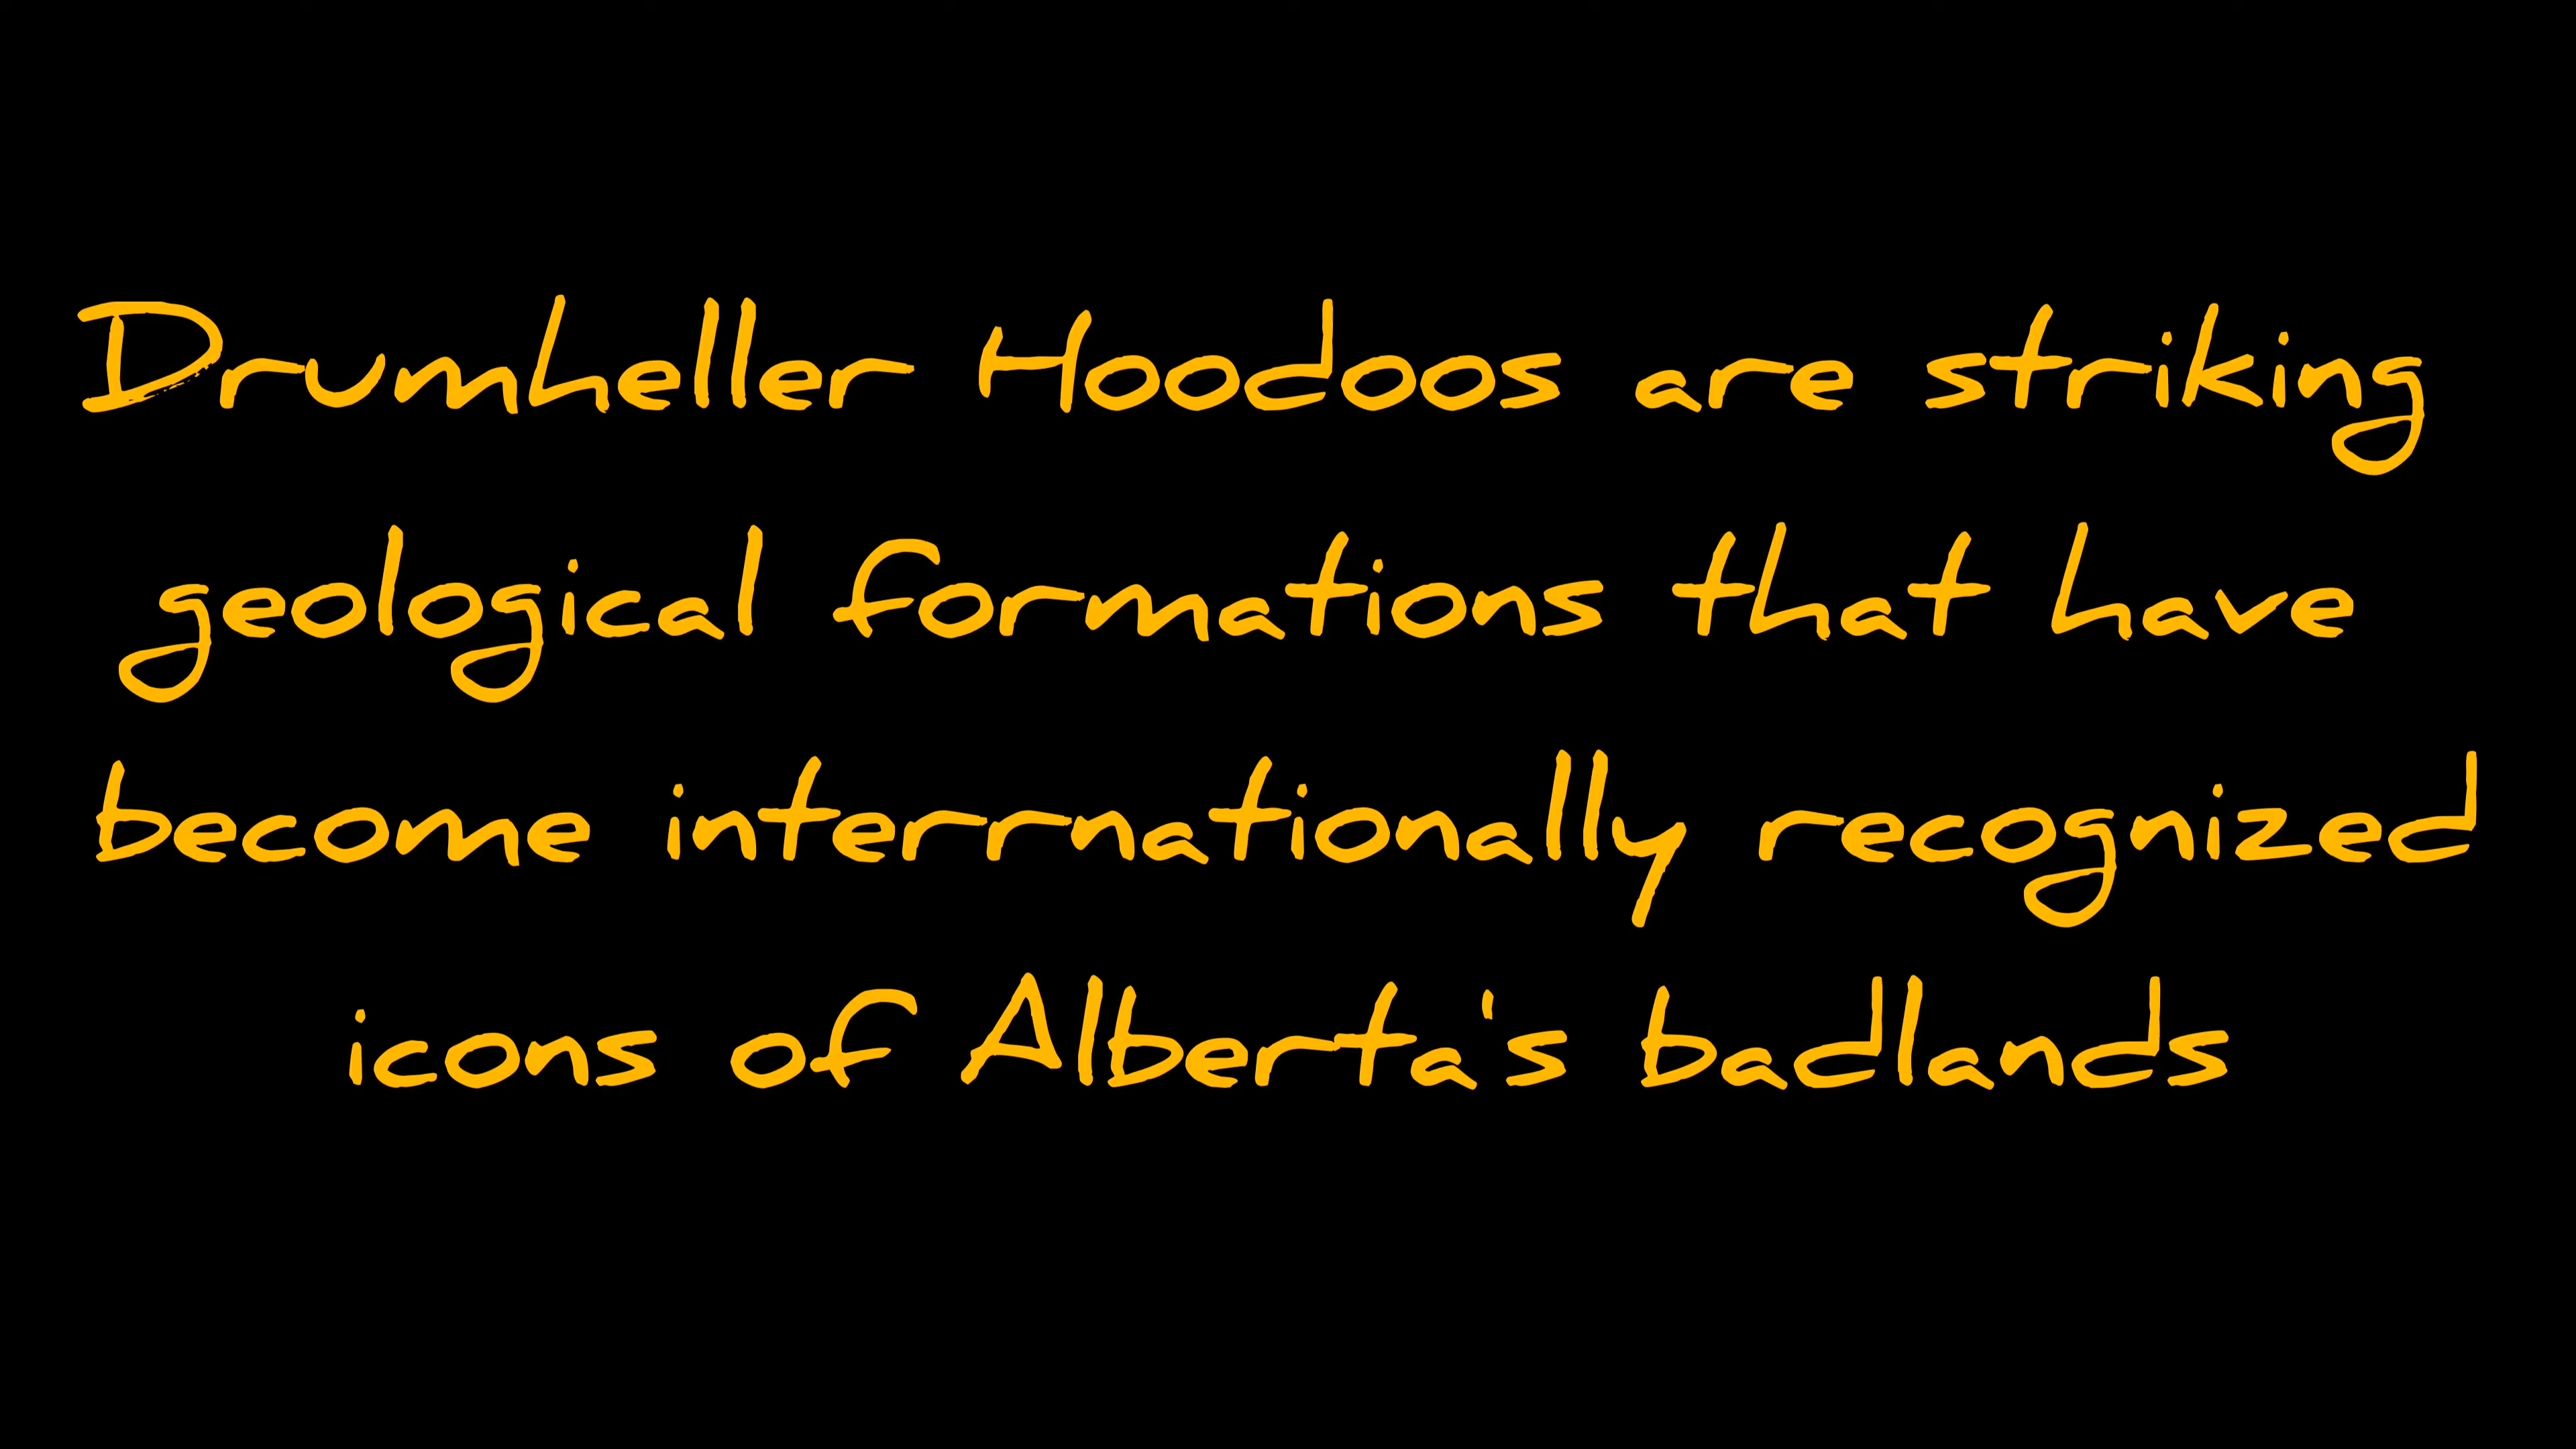 Drumheller Hoodoos are striking
geological formations that have
become interrnationally recognized
icons of Alberta's badlands